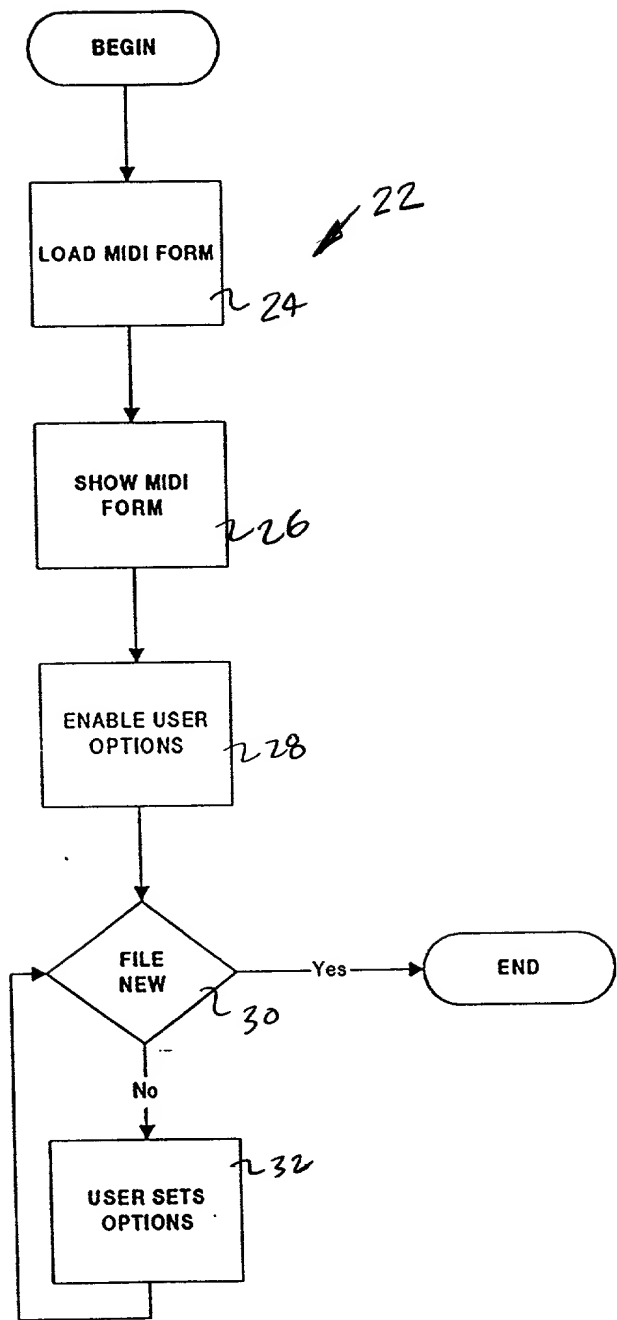 BEGIN
22
LOAD MIDI FORM
24
SHOW MIDI
FORM
26
ENABLE USER
OPTIONS
28
FILE
NEW
30
Yes
END
No
32
USER SETS
OPTIONS